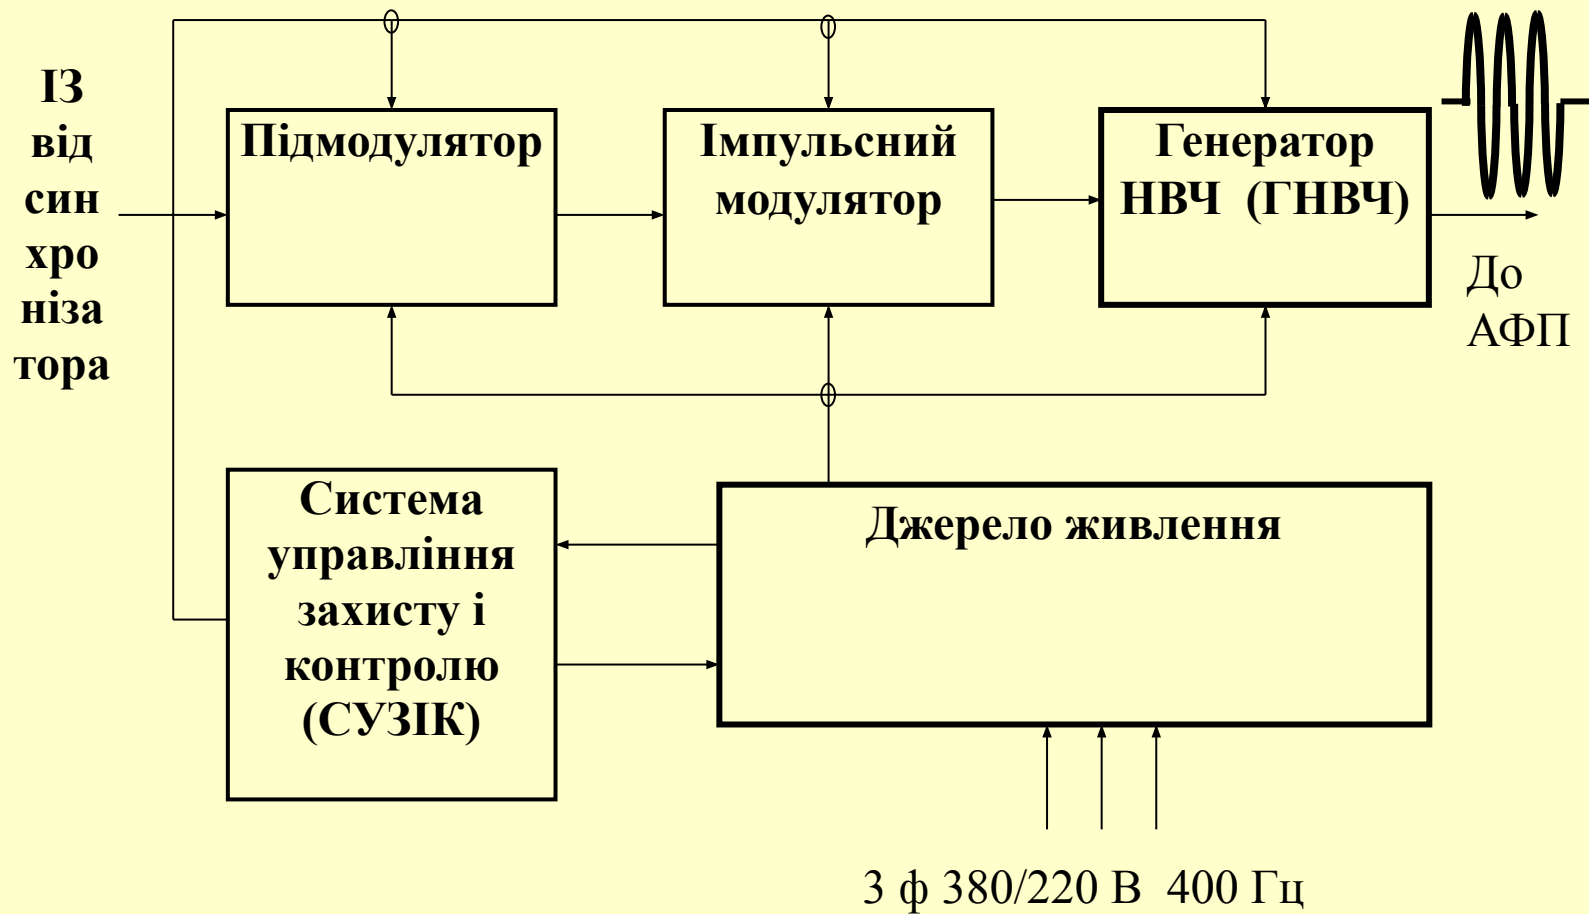 ІЗ
від
син
хро
ніза
тора
Підмодулятор
Імпульсний
модулятор
Генератор
НВЧ (ГНВЧ)
До
АФП
Система
управління
захисту і
контролю
(СУЗІК)
Джерело живлення
3 ф 380/220 В 400 Гц